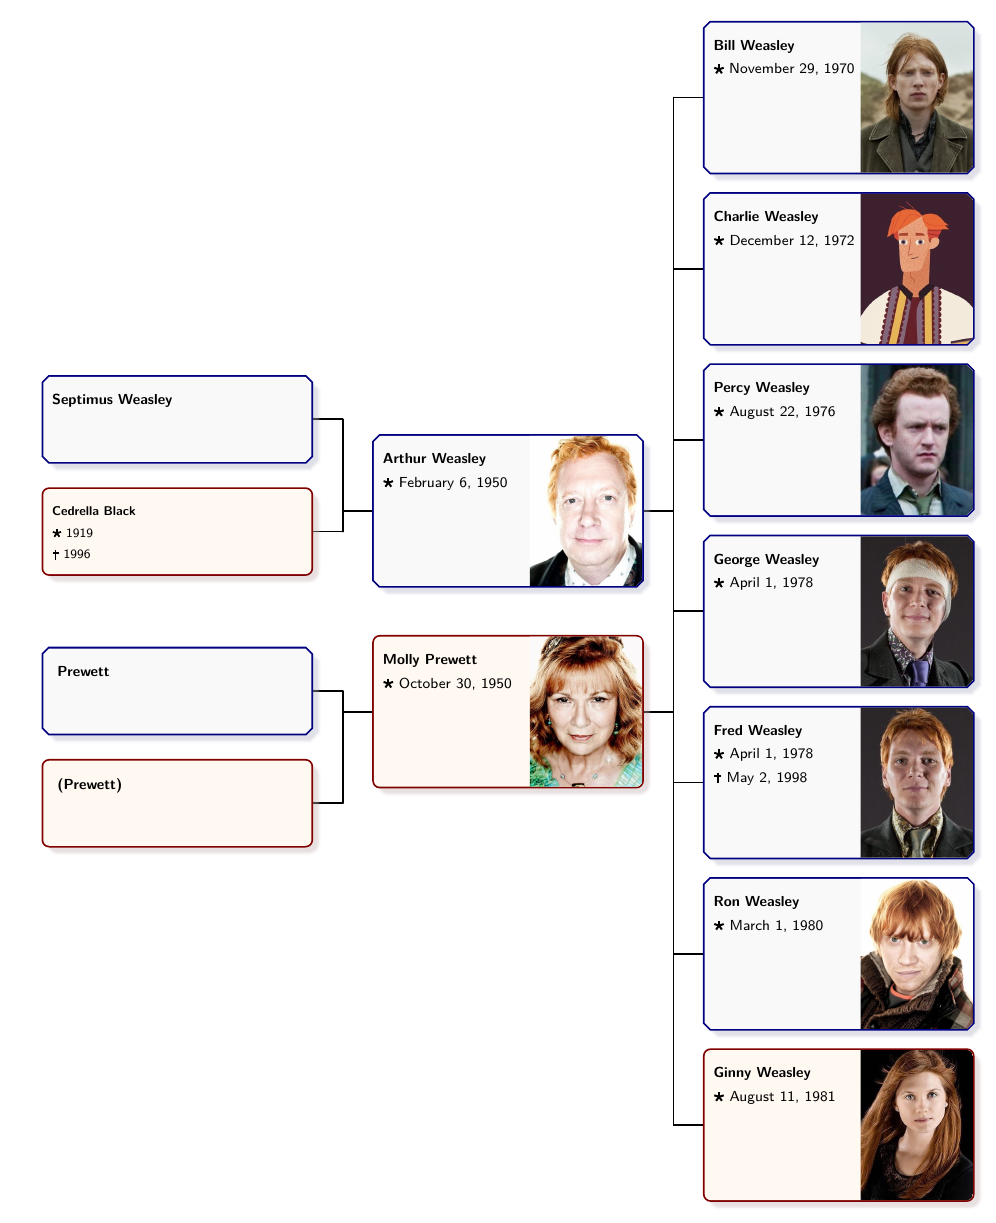 Bill Weasley
★ November 29, 1970
Charlie Weasley
★ December 12, 1972
Percy Weasley
★ August 22, 1976
Septimus Weasley
Arthur Weasley
★ February 6, 1950
Cedrella Black
★ 1919
† 1996
George Weasley
★ April 1, 1978
Prewett
Molly Prewett
★ October 30, 1950
(Prewett)
Fred Weasley
★ April 1, 1978
† May 2, 1998
Ron Weasley
★ March 1, 1980
Ginny Weasley
★ August 11, 1981